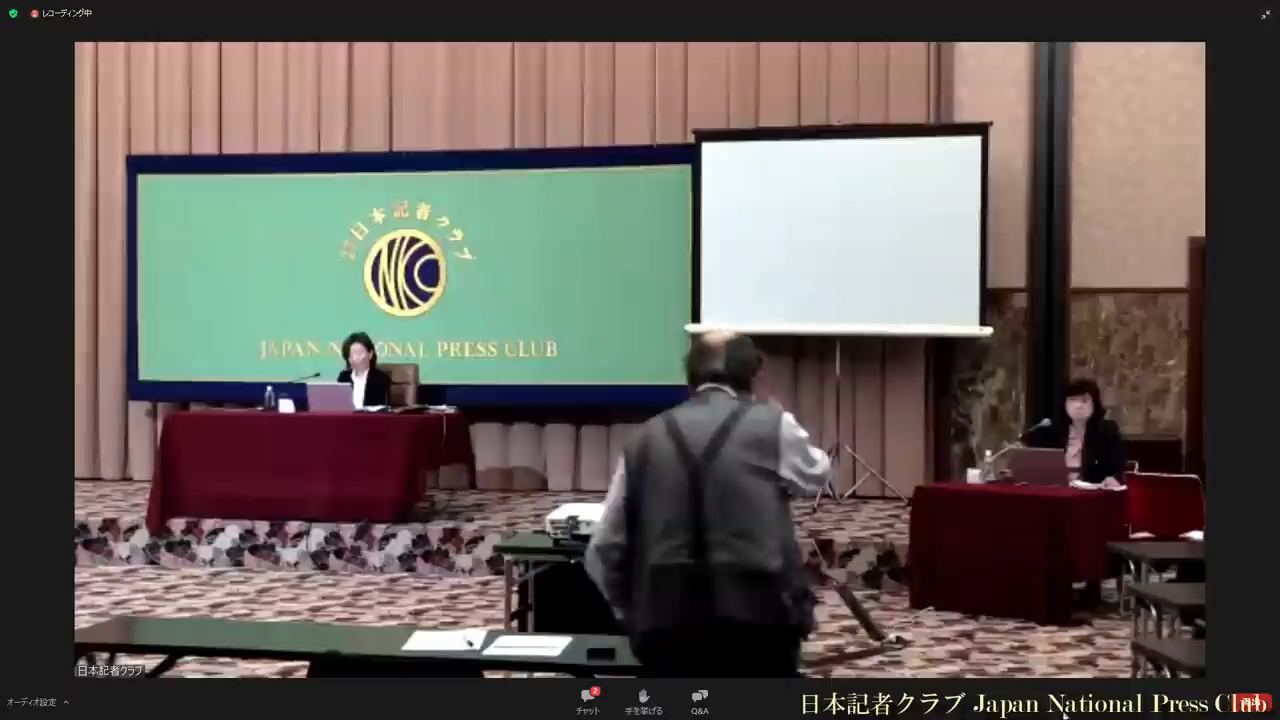 レコーディング中
日本記者クラブ
NKC
JAPAN NATIONAL PRESS CLUB
日本記者クラブ
オーディオ設定
2
チャット
手を挙げる
Q&A
日本記者クラブ Japan National Press Club